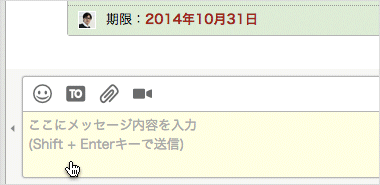 期限：2014年10月31日
TO
ここにメッセージ内容を入力
(Shift + Enterキーで送信)